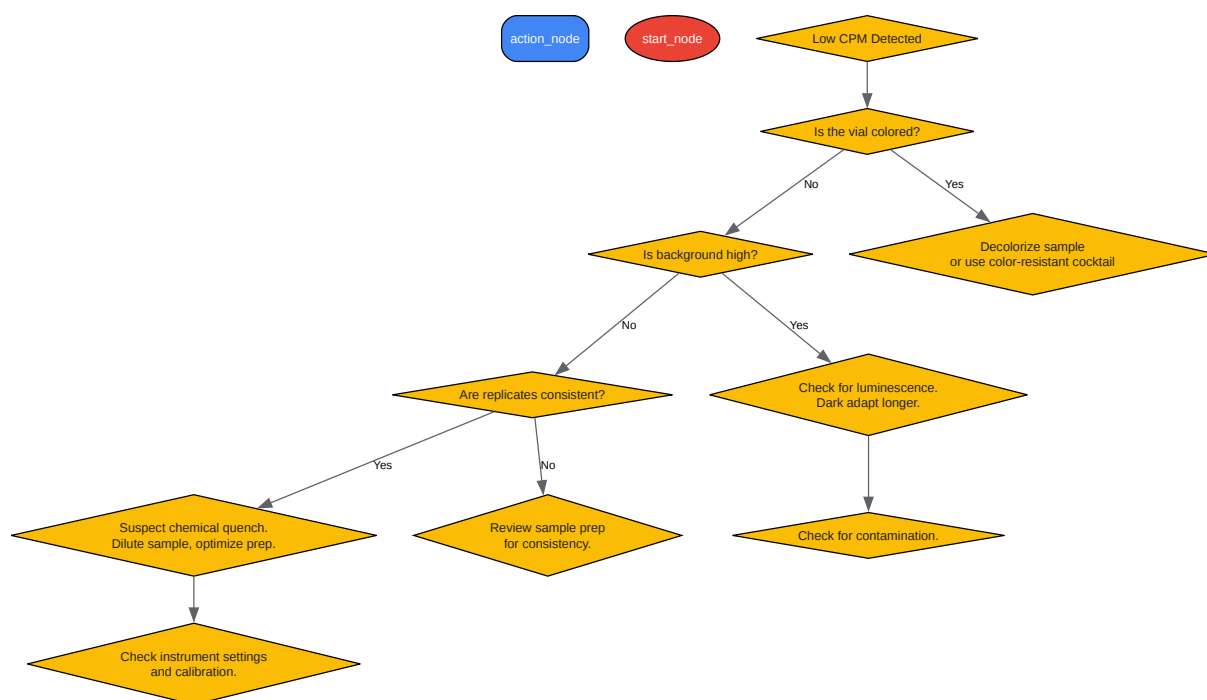 action_node
start_node
Low CPM Detected
Is the vial colored?
No
Yes
Is background high?
Decolorize sample
or use color-resistant cocktail
No
Yes
Are replicates consistent?
Check for luminescence.
Dark adapt longer.
Yes
No
Suspect chemical quench.
Dilute sample, optimize prep.
Review sample prep
for consistency.
Check for contamination.
Check instrument settings
and calibration.